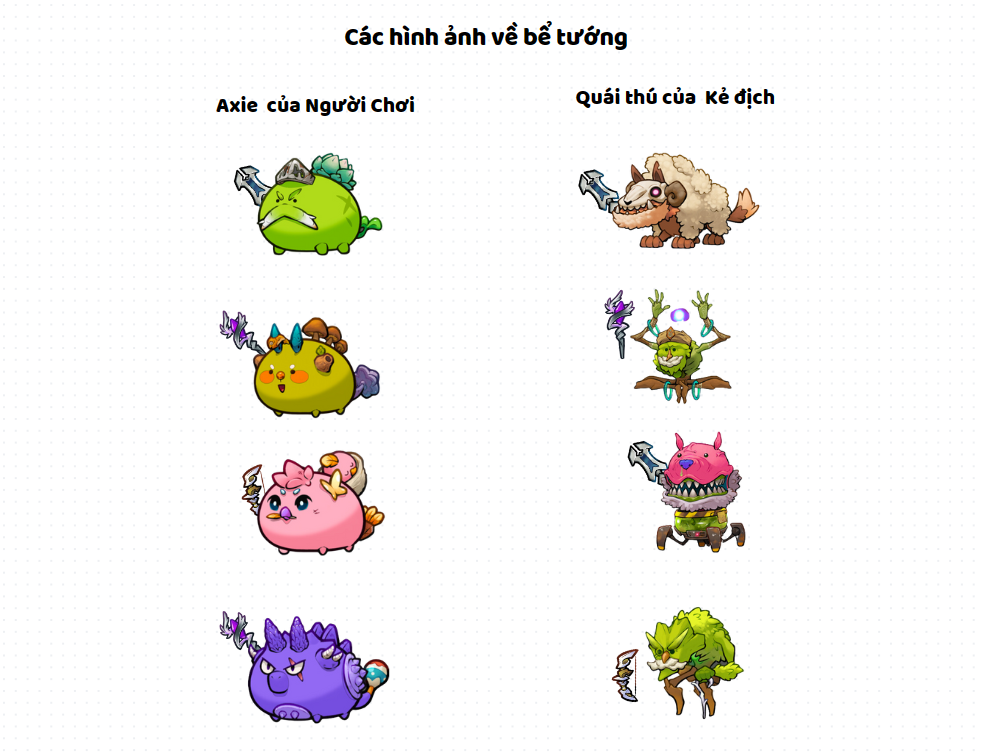 Các hình ảnh về bể tướng
Axie của Người Chơi
Quái thú của Kẻ địch